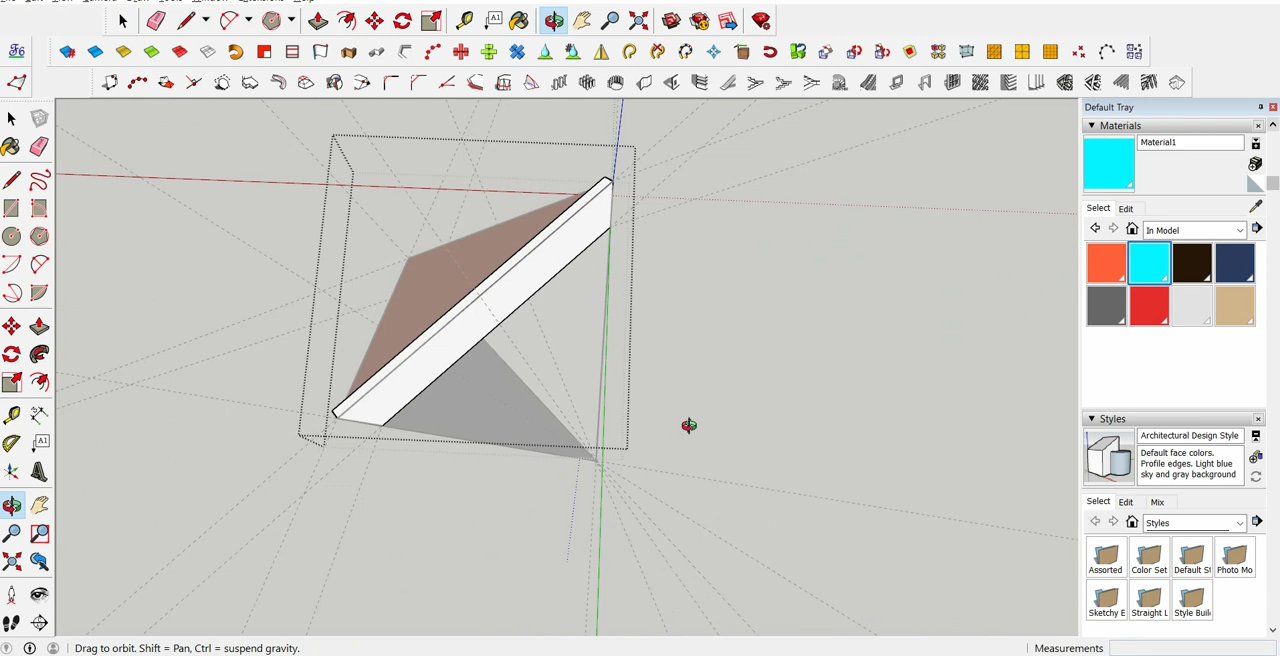 A1
Default Tray
Materials
Material1
Select Edit
In Model
A1
Styles
Architectural Design Style
Default face colors.
Profile edges. Light blue
sky and gray background
Select Edit Mix
Styles
Assorted Color Set Default St Photo Mo
Sketchy E Straight L Style Buil
Drag to orbit. Shift = Pan, Ctrl = suspend gravity.
Measurements